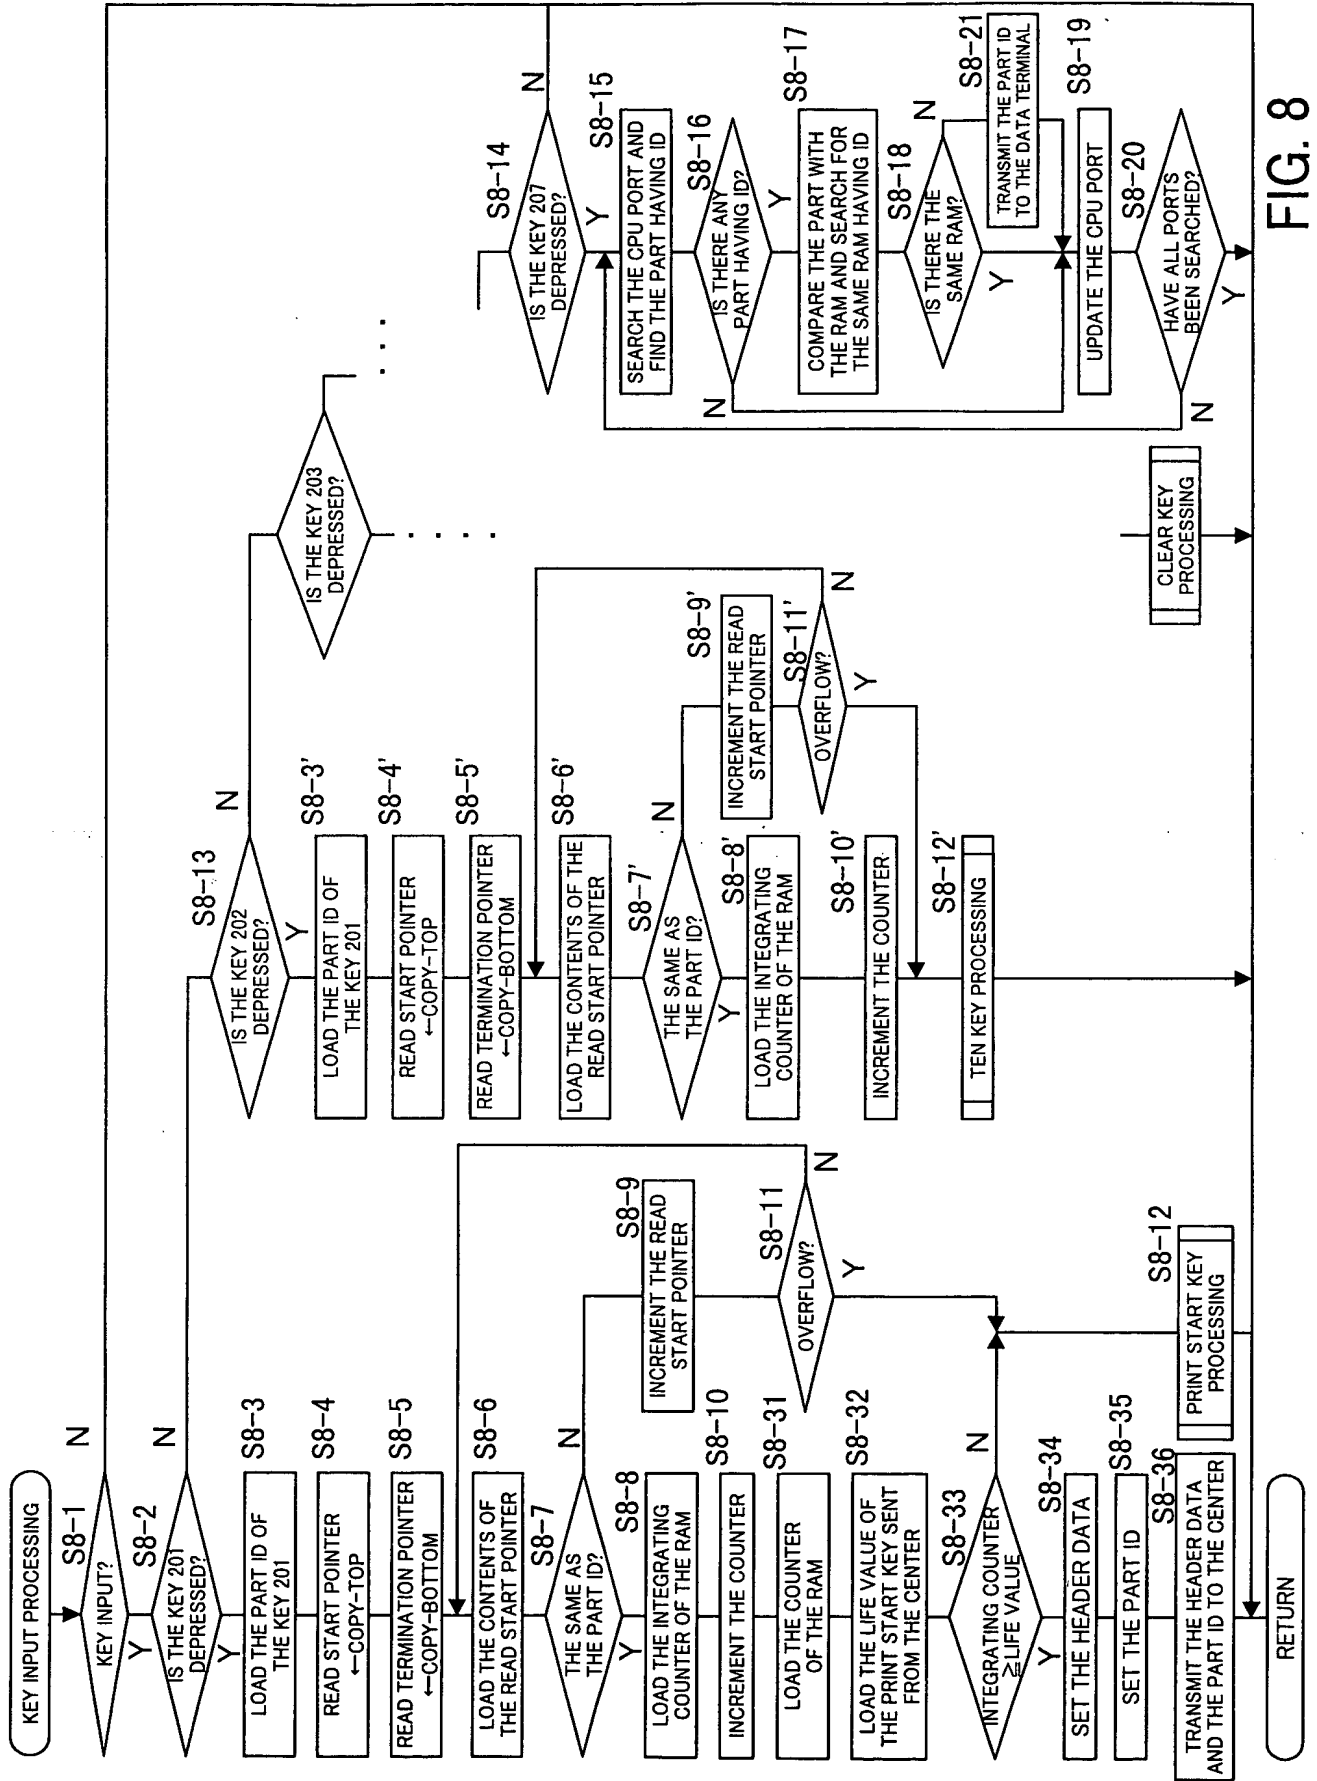 KEY INPUT PROCESSING
S8-1
KEY INPUT?
N
Y
S8-2
IS THE KEY 201
DEPRESSED?
N
Y
S8-3
LOAD THE PART ID OF
THE KEY 201
S8-4
READ START POINTER
←COPY-TOP
S8-5
READ TERMINATION POINTER
←COPY-BOTTOM
S8-6
LOAD THE CONTENTS OF
THE READ START POINTER
S8-7
THE SAME AS
THE PART ID?
N
Y
S8-8
LOAD THE INTEGRATING
COUNTER OF THE RAM
S8-10
INCREMENT THE COUNTER
S8-31
LOAD THE COUNTER
OF THE RAM
S8-32
LOAD THE LIFE VALUE OF
THE PRINT START KEY SENT
FROM THE CENTER
S8-33
INTEGRATING COUNTER
≧LIFE VALUE
N
Y
S8-34
SET THE HEADER DATA
S8-35
SET THE PART ID
S8-36
TRANSMIT THE HEADER DATA
AND THE PART ID TO THE CENTER
RETURN
S8-9
INCREMENT THE READ
START POINTER
S8-11
OVERFLOW?
N
Y
S8-12
PRINT START KEY
PROCESSING
S8-13
IS THE KEY 202
DEPRESSED?
N
Y
S8-3'
LOAD THE PART ID OF
THE KEY 201
S8-4'
READ START POINTER
←COPY-TOP
S8-5'
READ TERMINATION POINTER
←COPY-BOTTOM
S8-6'
LOAD THE CONTENTS OF THE
READ START POINTER
S8-7'
THE SAME AS
THE PART ID?
N
Y
S8-8'
LOAD THE INTEGRATING
COUNTER OF THE RAM
S8-10'
INCREMENT THE COUNTER
S8-12'
TEN KEY PROCESSING
S8-9'
INCREMENT THE READ
START POINTER
S8-11'
OVERFLOW?
N
Y
IS THE KEY 203
DEPRESSED?
CLEAR KEY
PROCESSING
S8-14
IS THE KEY 207
DEPRESSED?
N
Y
S8-15
SEARCH THE CPU PORT AND
FIND THE PART HAVING ID
S8-16
IS THERE ANY
PART HAVING ID?
N
Y
S8-17
COMPARE THE PART WITH
THE RAM AND SEARCH FOR
THE SAME RAM HAVING ID
S8-18
IS THERE THE
SAME RAM?
N
Y
S8-21
TRANSMIT THE PART ID
TO THE DATA TERMINAL
S8-19
UPDATE THE CPU PORT
S8-20
HAVE ALL PORTS
BEEN SEARCHED?
N
Y
FIG. 8